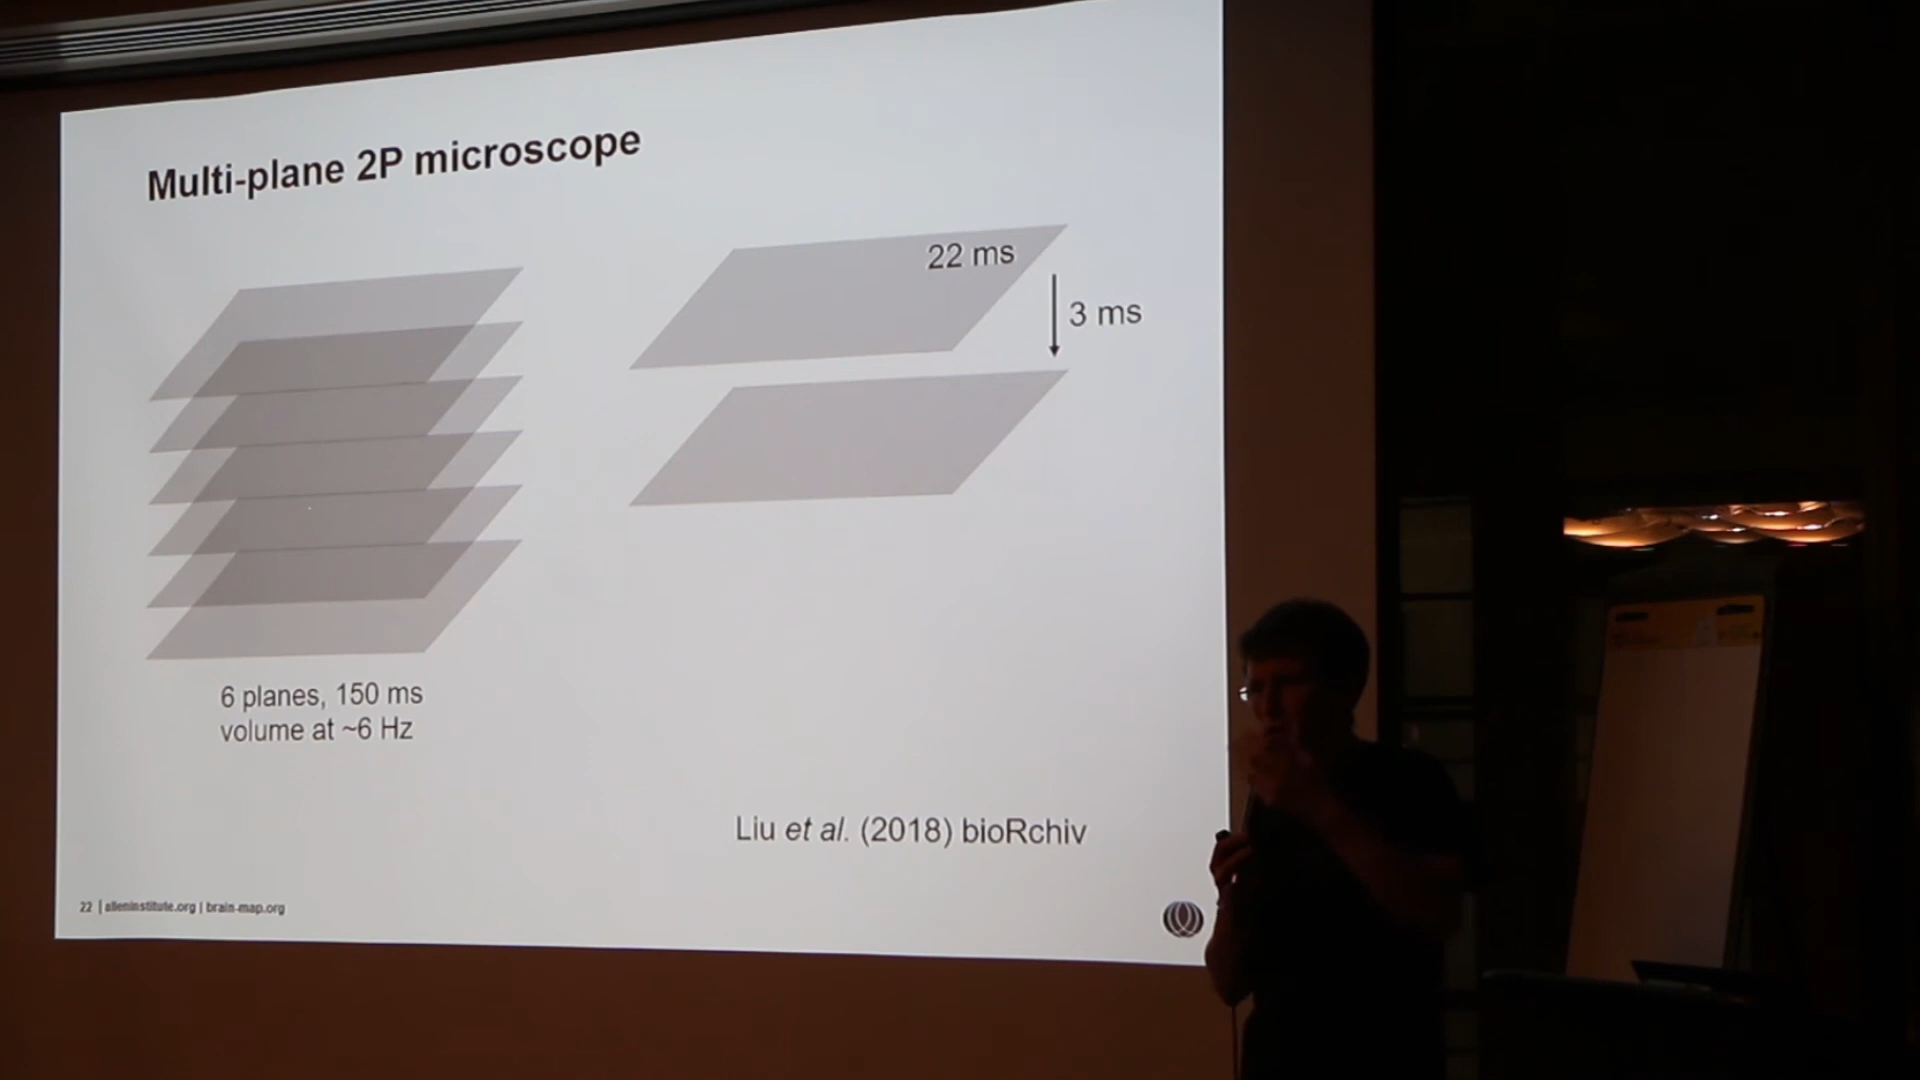 Multi-plane 2P microscope
22 ms
3 ms
6 planes, 150 ms
volume at ~6 Hz
Liu et al. (2018) bioRchiv
22 | alleninstitute.org | brain-map.org